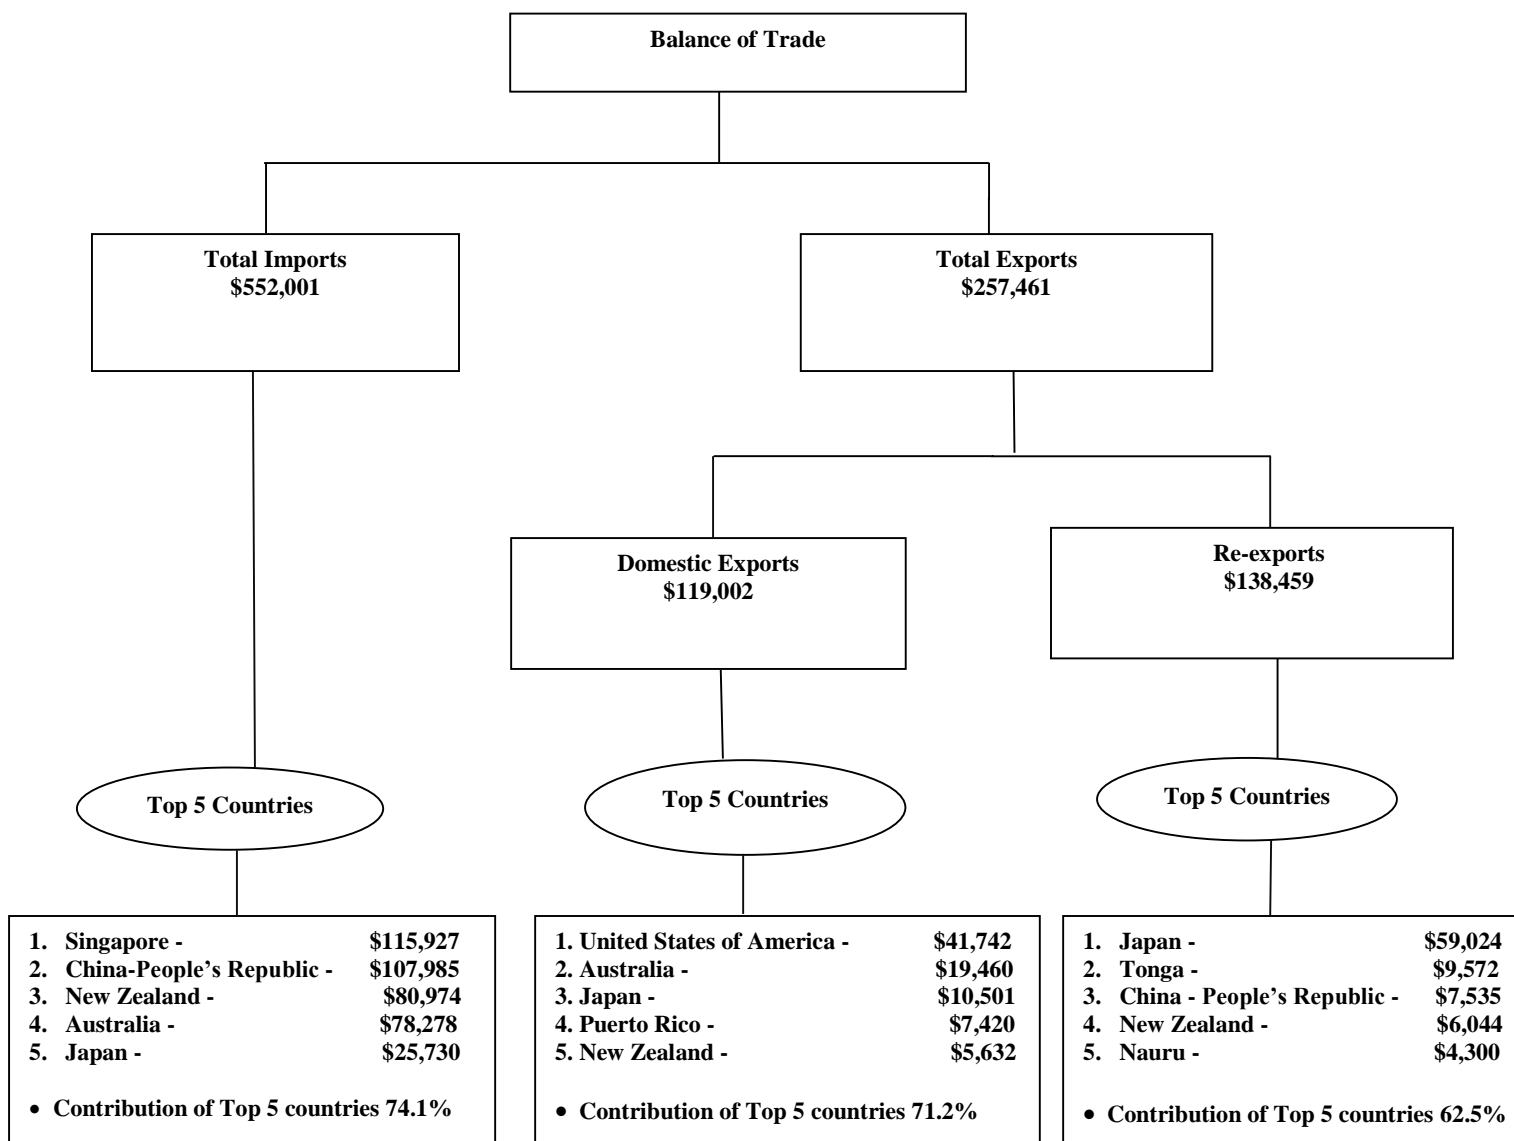 Balance of Trade
Total Imports
$552,001
Total Exports
$257,461
Domestic Exports
$119,002
Re-exports
$138,459
Top 5 Countries
Top 5 Countries
Top 5 Countries
1. Singapore - $115,927
2. China-People’s Republic - $107,985
3. New Zealand - $80,974
4. Australia - $78,278
5. Japan - $25,730
• Contribution of Top 5 countries 74.1%
1. United States of America - $41,742
2. Australia - $19,460
3. Japan - $10,501
4. Puerto Rico - $7,420
5. New Zealand - $5,632
• Contribution of Top 5 countries 71.2%
1. Japan - $59,024
2. Tonga - $9,572
3. China - People’s Republic - $7,535
4. New Zealand - $6,044
5. Nauru - $4,300
• Contribution of Top 5 countries 62.5%